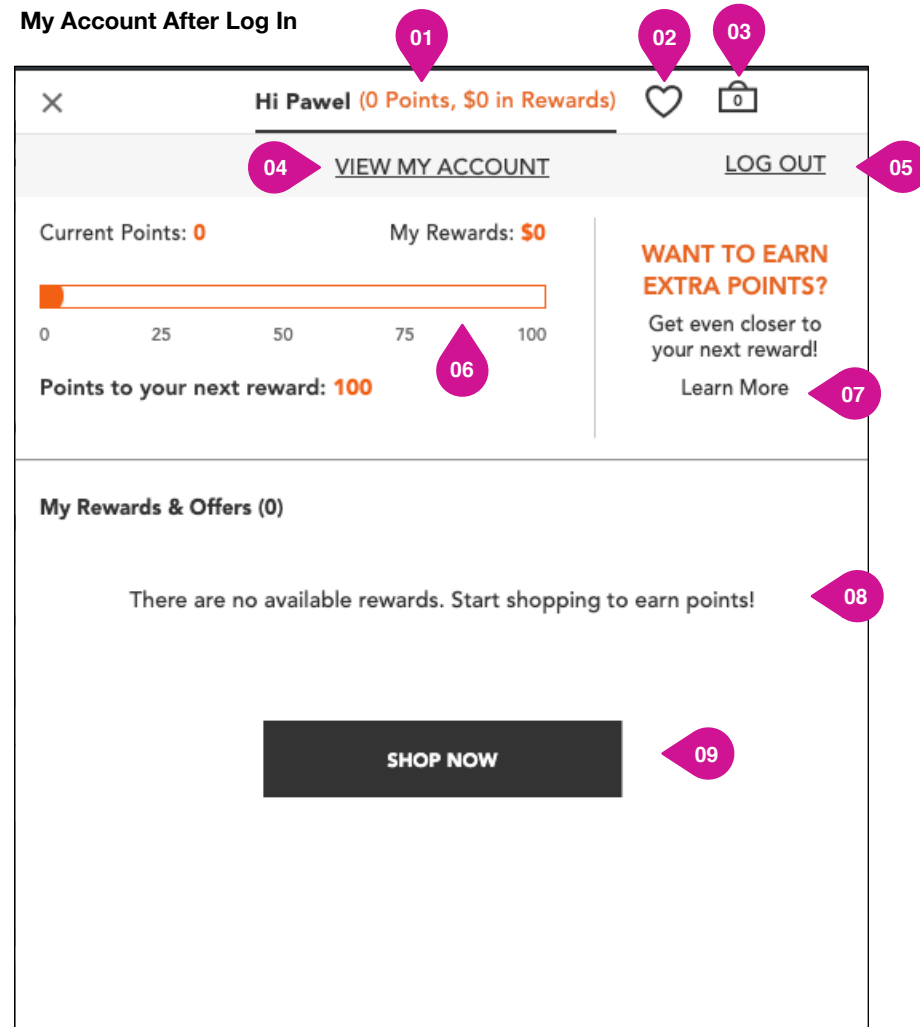 My Account After Log In
01
02
03
Hi Pawel (0 Points, $0 in Rewards)
0
04
VIEW MY ACCOUNT
LOG OUT
05
Current Points: 0
My Rewards: $0
0 25 50 75 100
06
Points to your next reward: 100
WANT TO EARN
EXTRA POINTS?
Get even closer to
your next reward!
Learn More
07
My Rewards & Offers (0)
There are no available rewards. Start shopping to earn points!
08
SHOP NOW
09